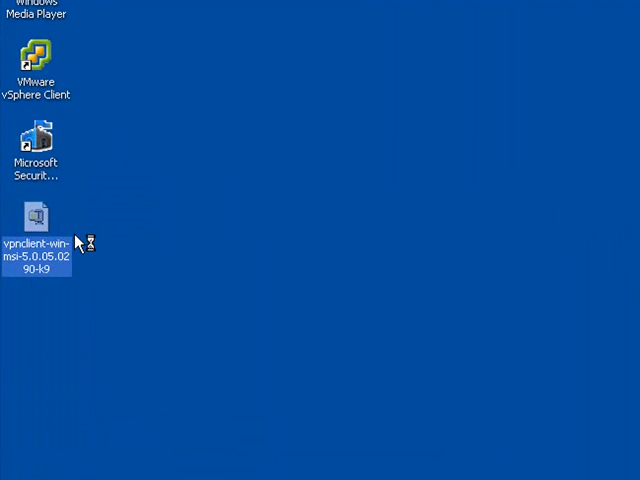 Windows
Media Player
VMware
vSphere Client
Microsoft
Securit...
vpnclient-win-
msi-5.0.05.02
90-k9